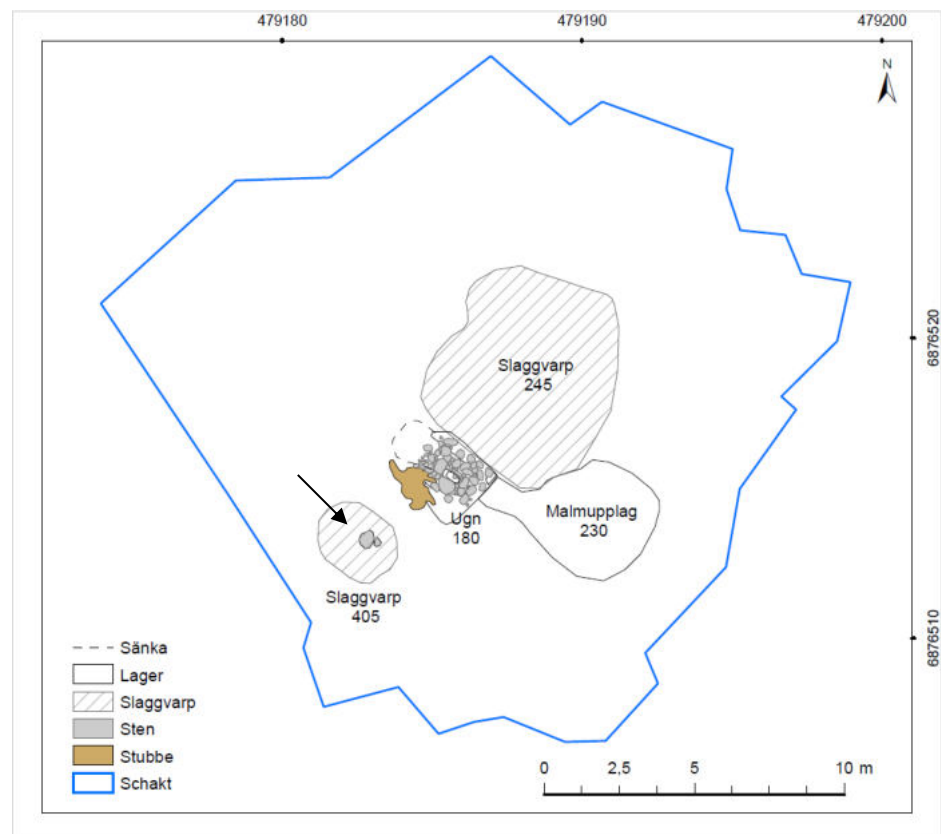 479180
479190
479200
N
6876520
Slaggvarp
245
Ugn
180
Malmupplag
230
Slaggvarp
405
6876510
Sänka
Lager
Slaggvarp
Sten
Stubbe
Schakt
0 2,5 5 10 m